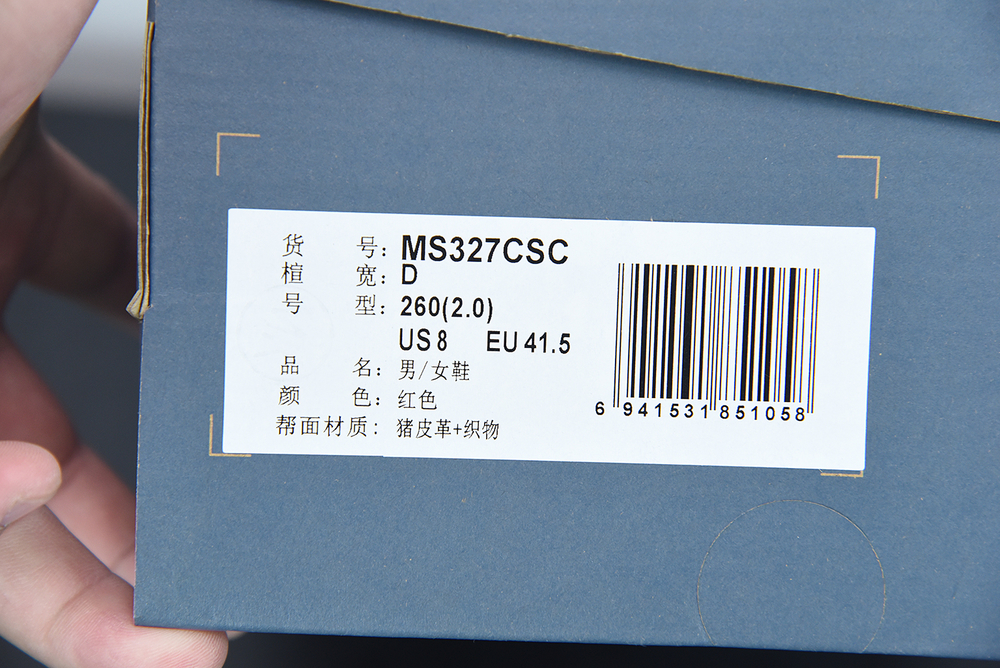 货号：MS327CSC
楦宽：D
号型：260(2.0)
US 8 EU 41.5
品名：男/女鞋
颜色：红色
帮面材质：猪皮革+织物
6 941531 851058